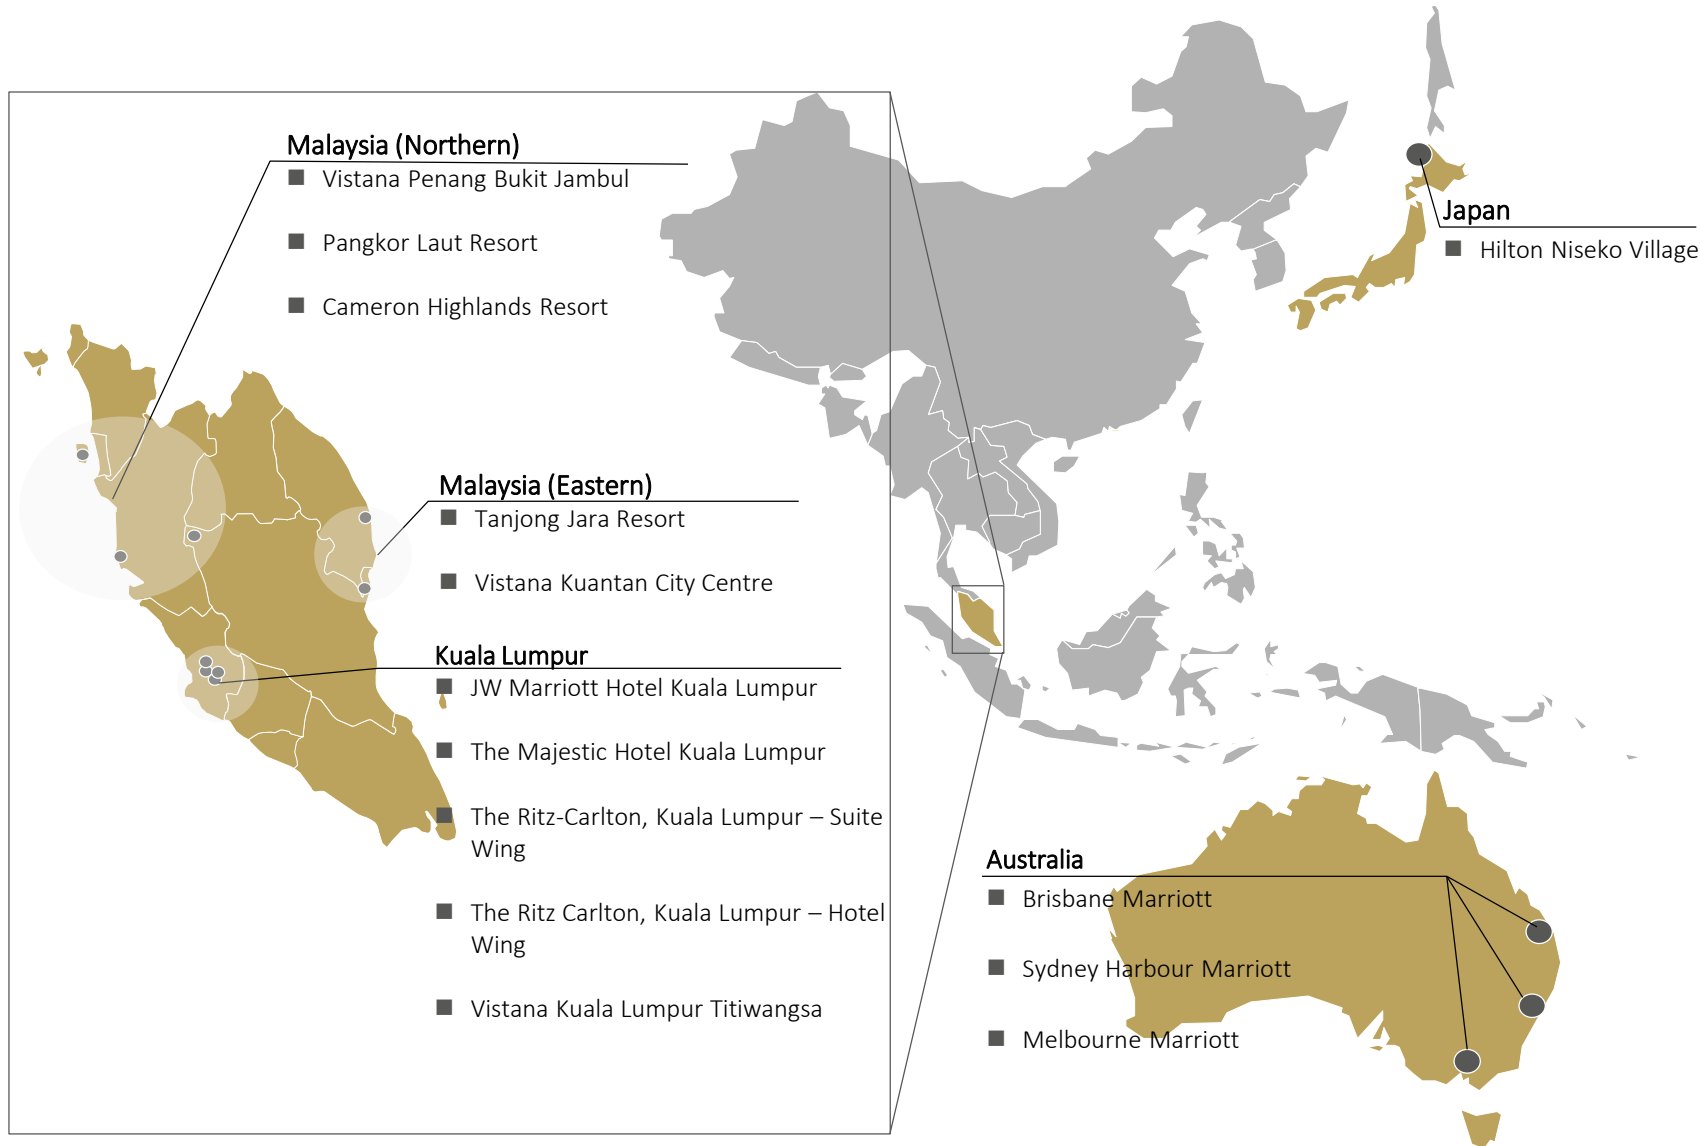 Malaysia (Northern)
Vistana Penang Bukit Jambul
Pangkor Laut Resort
Cameron Highlands Resort
Malaysia (Eastern)
Tanjong Jara Resort
Vistana Kuantan City Centre
Kuala Lumpur
JW Marriott Hotel Kuala Lumpur
The Majestic Hotel Kuala Lumpur
The Ritz-Carlton, Kuala Lumpur – Suite
Wing
The Ritz Carlton, Kuala Lumpur – Hotel
Wing
Vistana Kuala Lumpur Titiwangsa
Japan
Hilton Niseko Village
Australia
Brisbane Marriott
Sydney Harbour Marriott
Melbourne Marriott